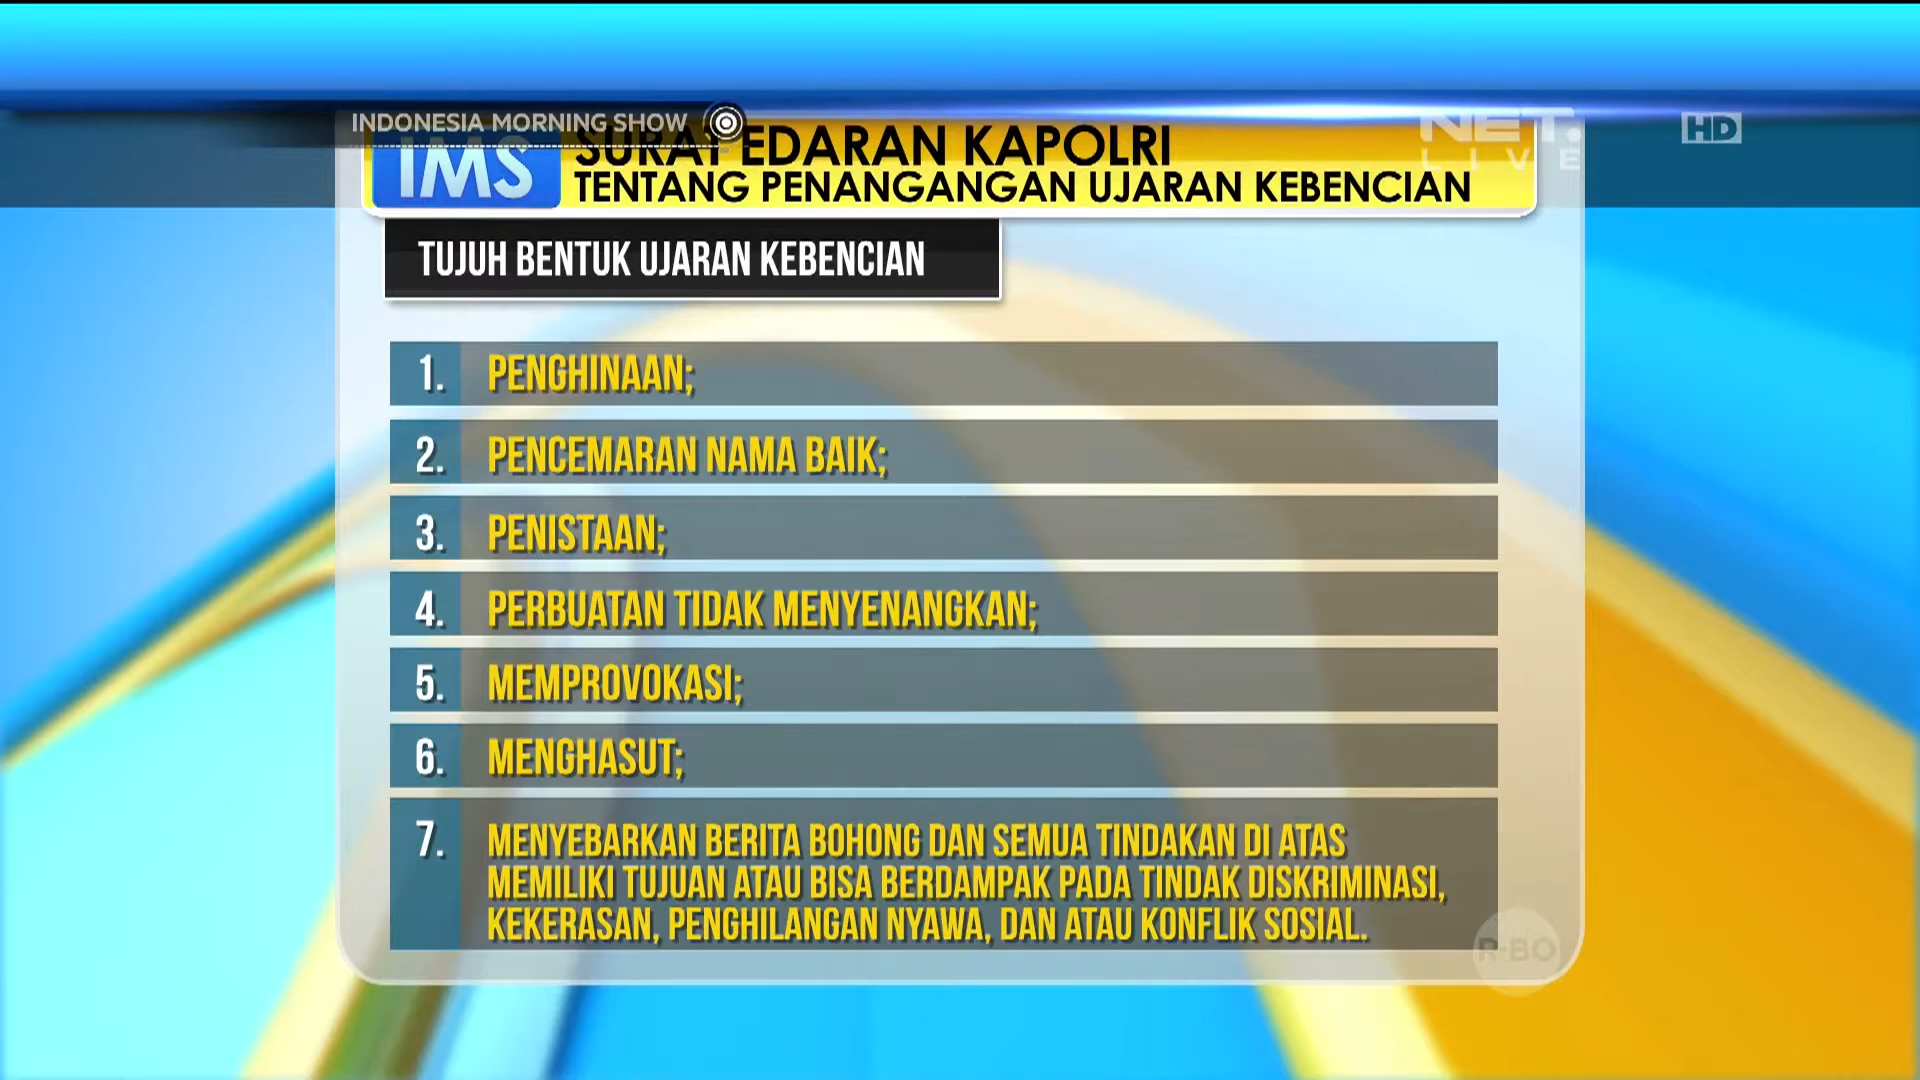 INDONESIA MORNING SHOW
NET.
LIVE
HD
IMS
SURAT EDARAN KAPOLRI
TENTANG PENANGANGAN UJARAN KEBENCIAN
TUJUH BENTUK UJARAN KEBENCIAN
1. PENGHINAAN;
2. PENCEMARAN NAMA BAIK;
3. PENISTAAN;
4. PERBUATAN TIDAK MENYENANGKAN;
5. MEMPROVOKASI;
6. MENGHASUT;
7. MENYEBARKAN BERITA BOHONG DAN SEMUA TINDAKAN DI ATAS
MEMILIKI TUJUAN ATAU BISA BERDAMPAK PADA TINDAK DISKRIMINASI,
KEKERASAN, PENGHILANGAN NYAWA, DAN ATAU KONFLIK SOSIAL.
R-BO